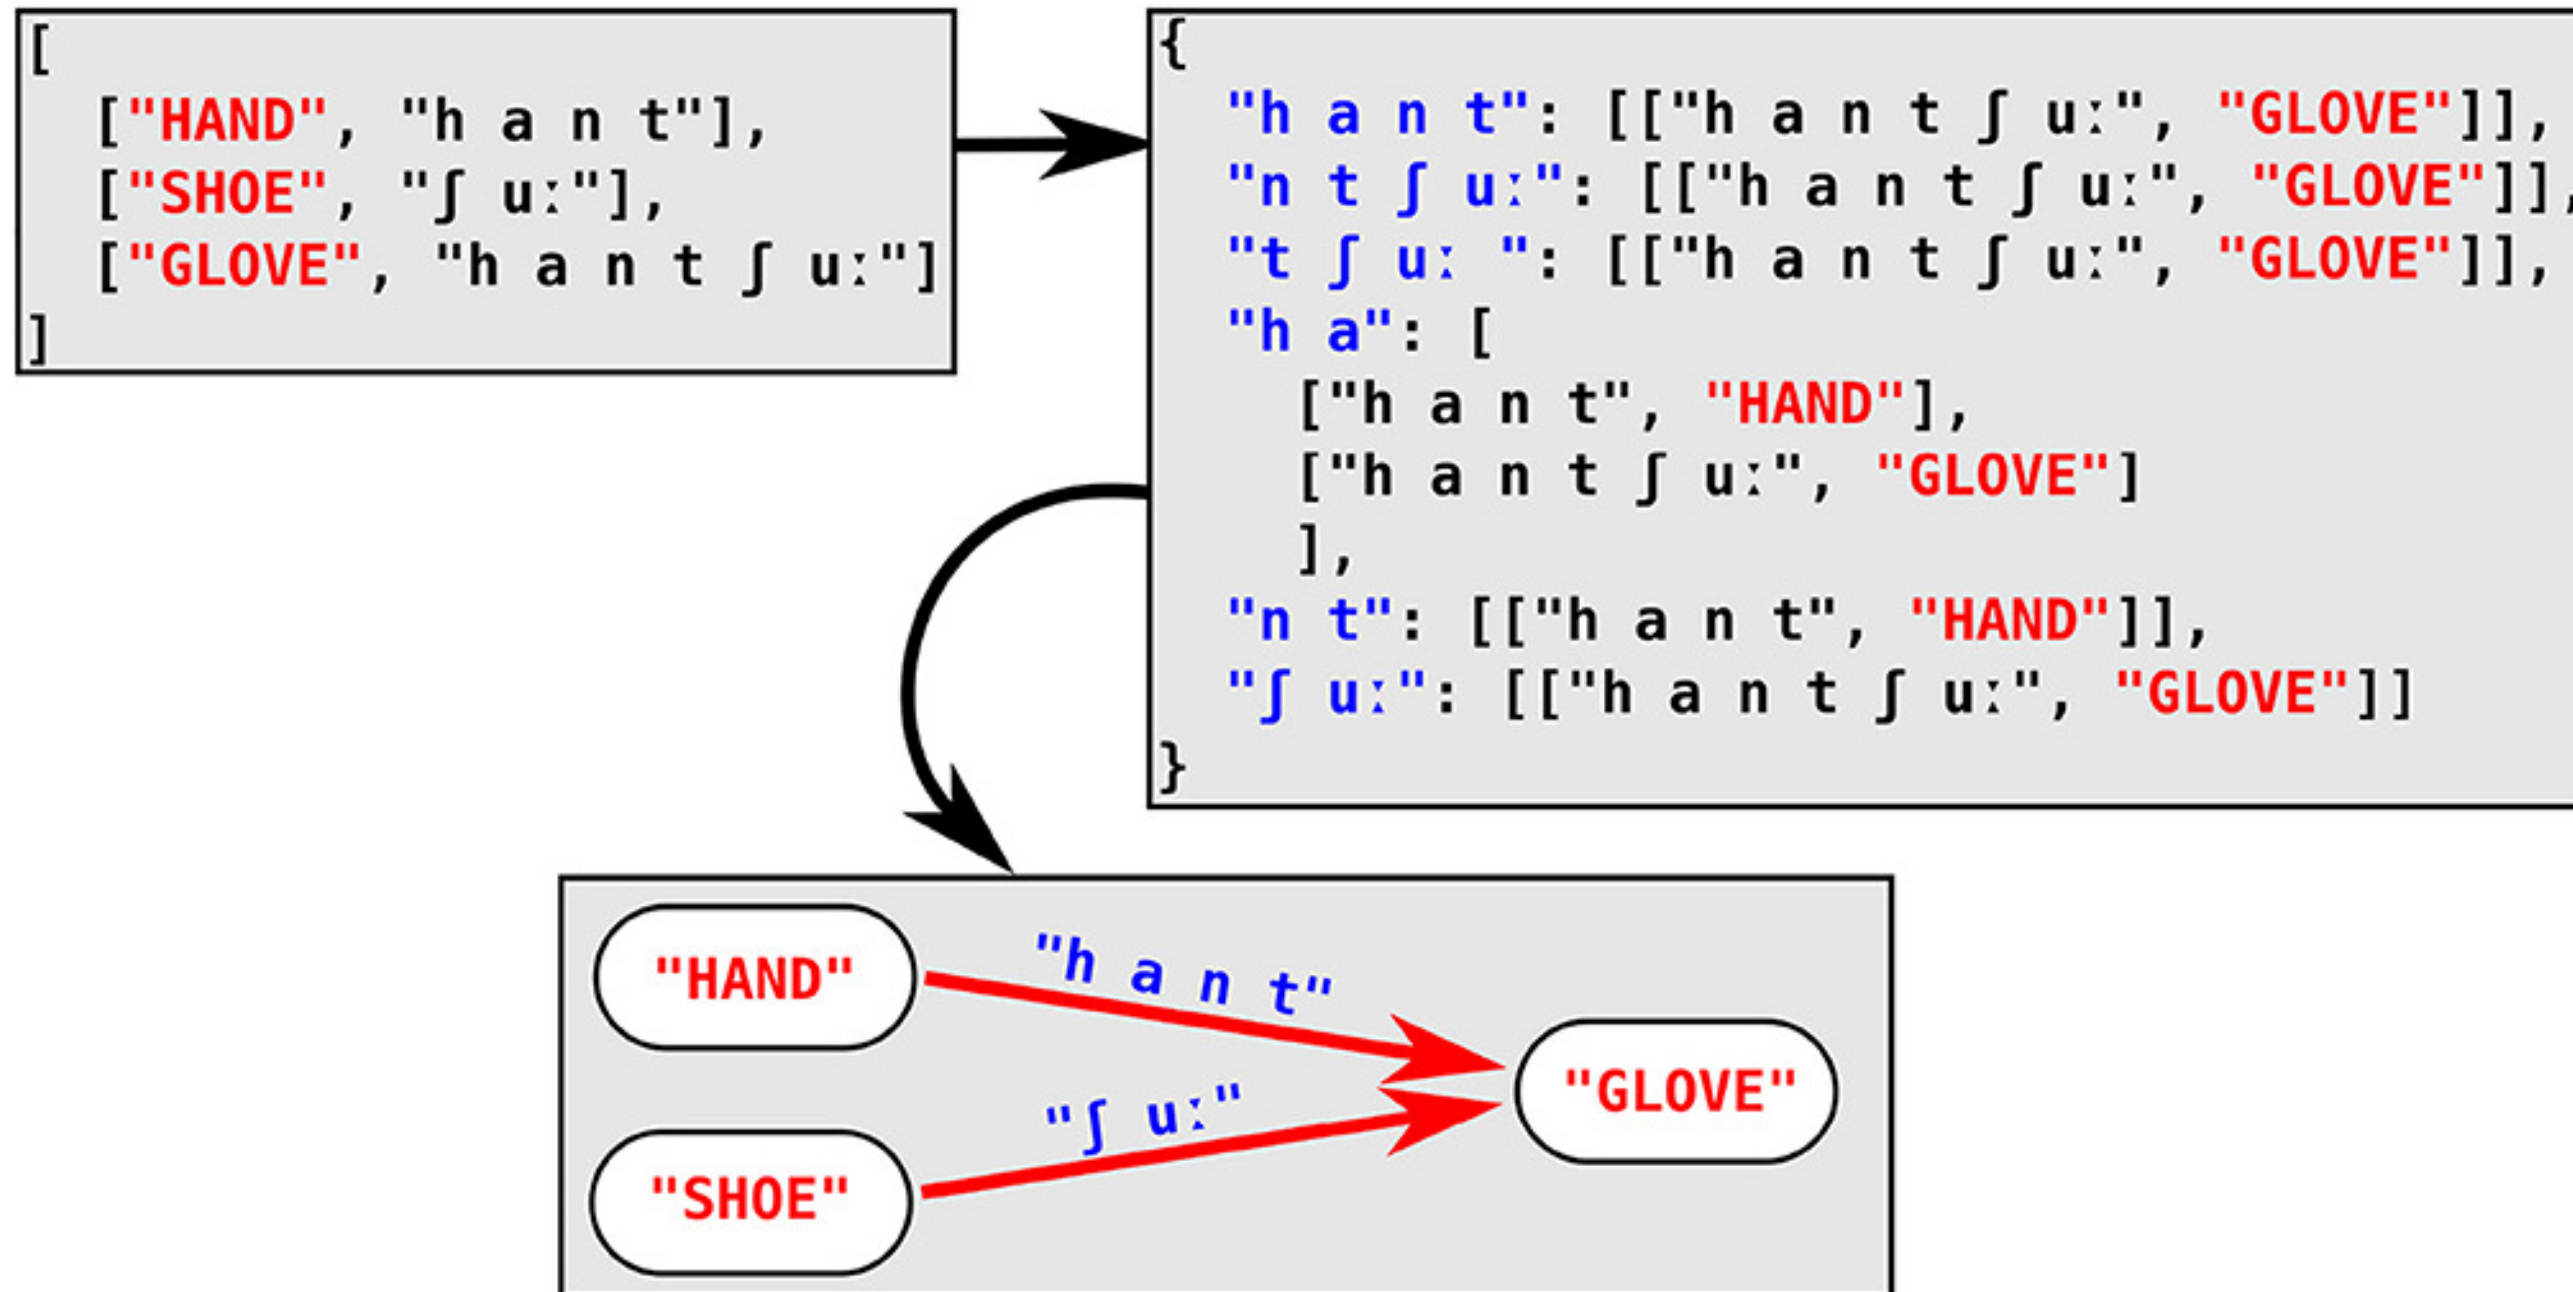 [
["HAND", "h a n t"],
["SHOE", "ʃ uː"],
["GLOVE", "h a n t ʃ uː"]
]
{
"h a n t": [["h a n t ʃ uː", "GLOVE"]],
"n t ʃ uː": [["h a n t ʃ uː", "GLOVE"]],
"t ʃ uː ": [["h a n t ʃ uː", "GLOVE"]],
"h a": [
["h a n t", "HAND"],
["h a n t ʃ uː", "GLOVE"]
],
"n t": [["h a n t", "HAND"]],
"ʃ uː": [["h a n t ʃ uː", "GLOVE"]]
}
"HAND"
"h a n t"
"GLOVE"
"ʃ uː"
"SHOE"